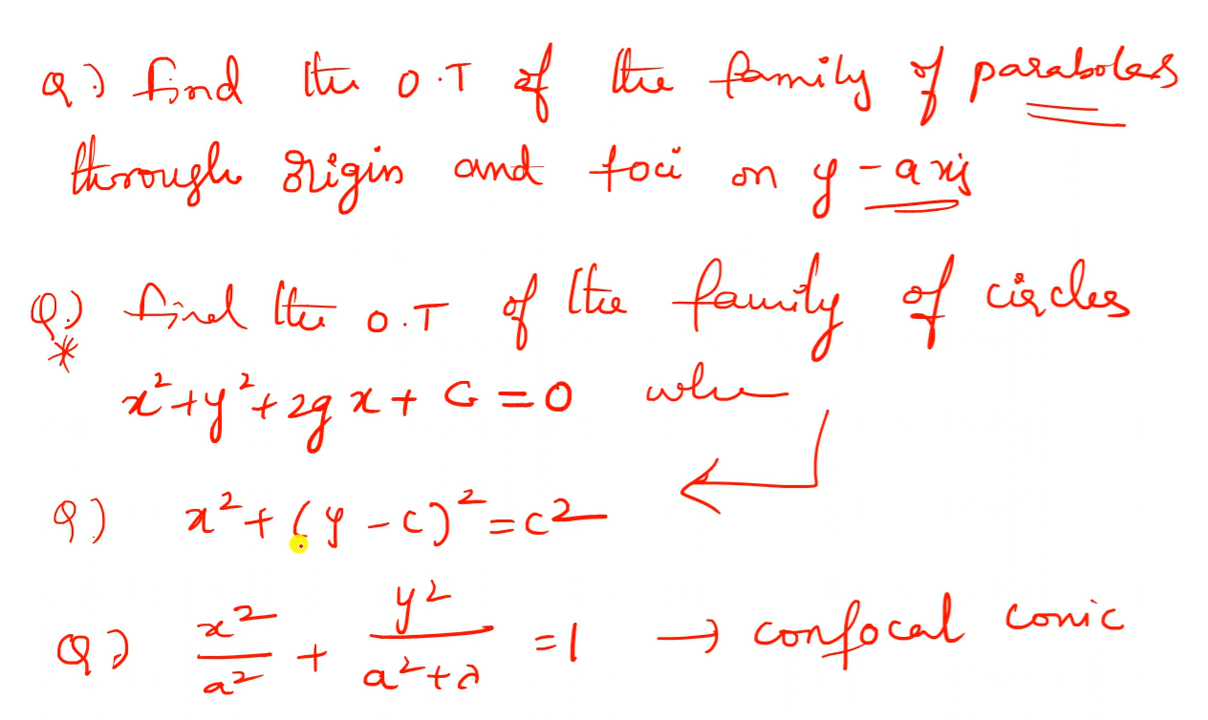 Q.) find the O.T of the family of parabolas
through origin and foci on y-axis
Q.) find the O.T of the family of circles
* x²+y²+2gx+C=0 where
Q) x²+(y-c)²=c²
Q) x²/a² + y²/a²+λ =1 → confocal conic